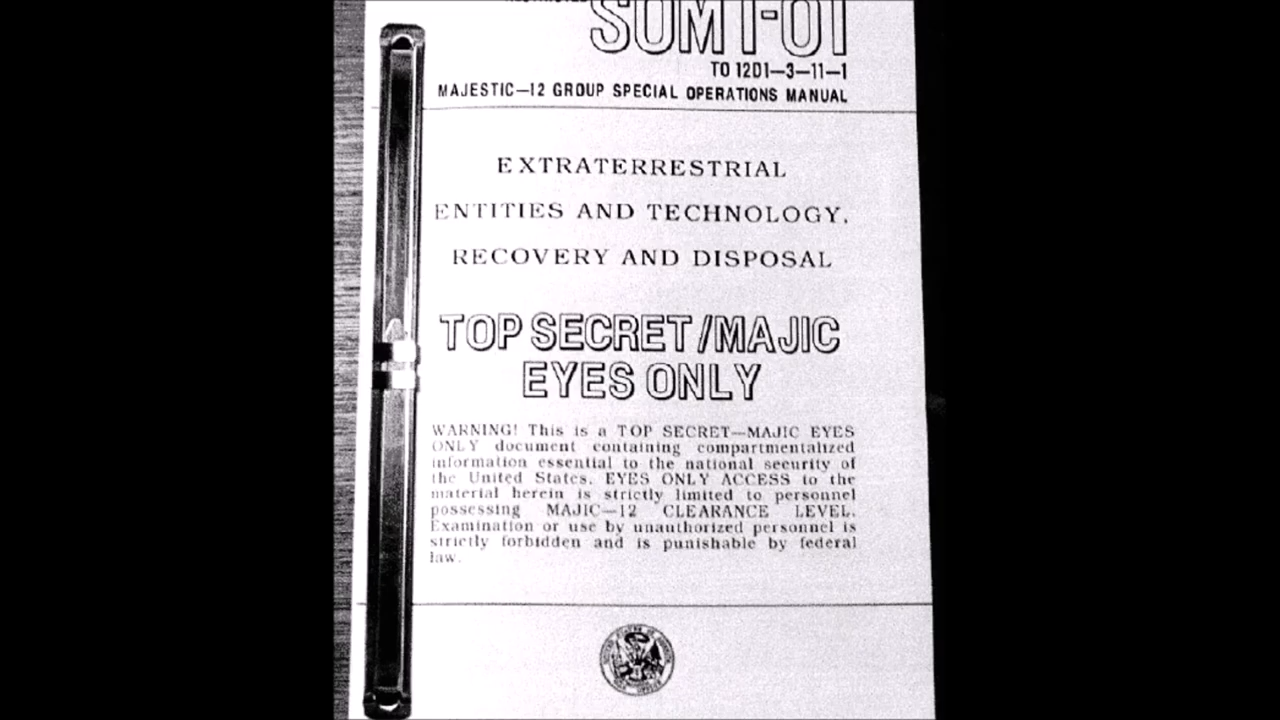 SOM1-01
TO 12D1—3—11—1
MAJESTIC—12 GROUP SPECIAL OPERATIONS MANUAL
EXTRATERRESTRIAL
ENTITIES AND TECHNOLOGY,
RECOVERY AND DISPOSAL
TOP SECRET/MAJIC
EYES ONLY
WARNING! This is a TOP SECRET—MAJIC EYES
ONLY document containing compartmentalized
information essential to the national security of
the United States. EYES ONLY ACCESS to the
material herein is strictly limited to personnel
possessing MAJIC—12 CLEARANCE LEVEL.
Examination or use by unauthorized personnel is
strictly forbidden and is punishable by federal
law.